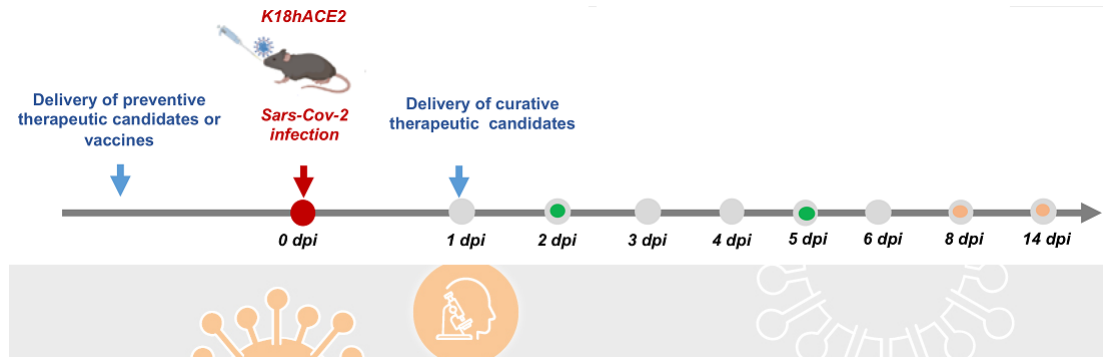 K18hACE2
Delivery of preventive
therapeutic candidates or
vaccines
Sars-Cov-2
infection
Delivery of curative
therapeutic candidates
0 dpi
1 dpi
2 dpi
3 dpi
4 dpi
5 dpi
6 dpi
8 dpi
14 dpi